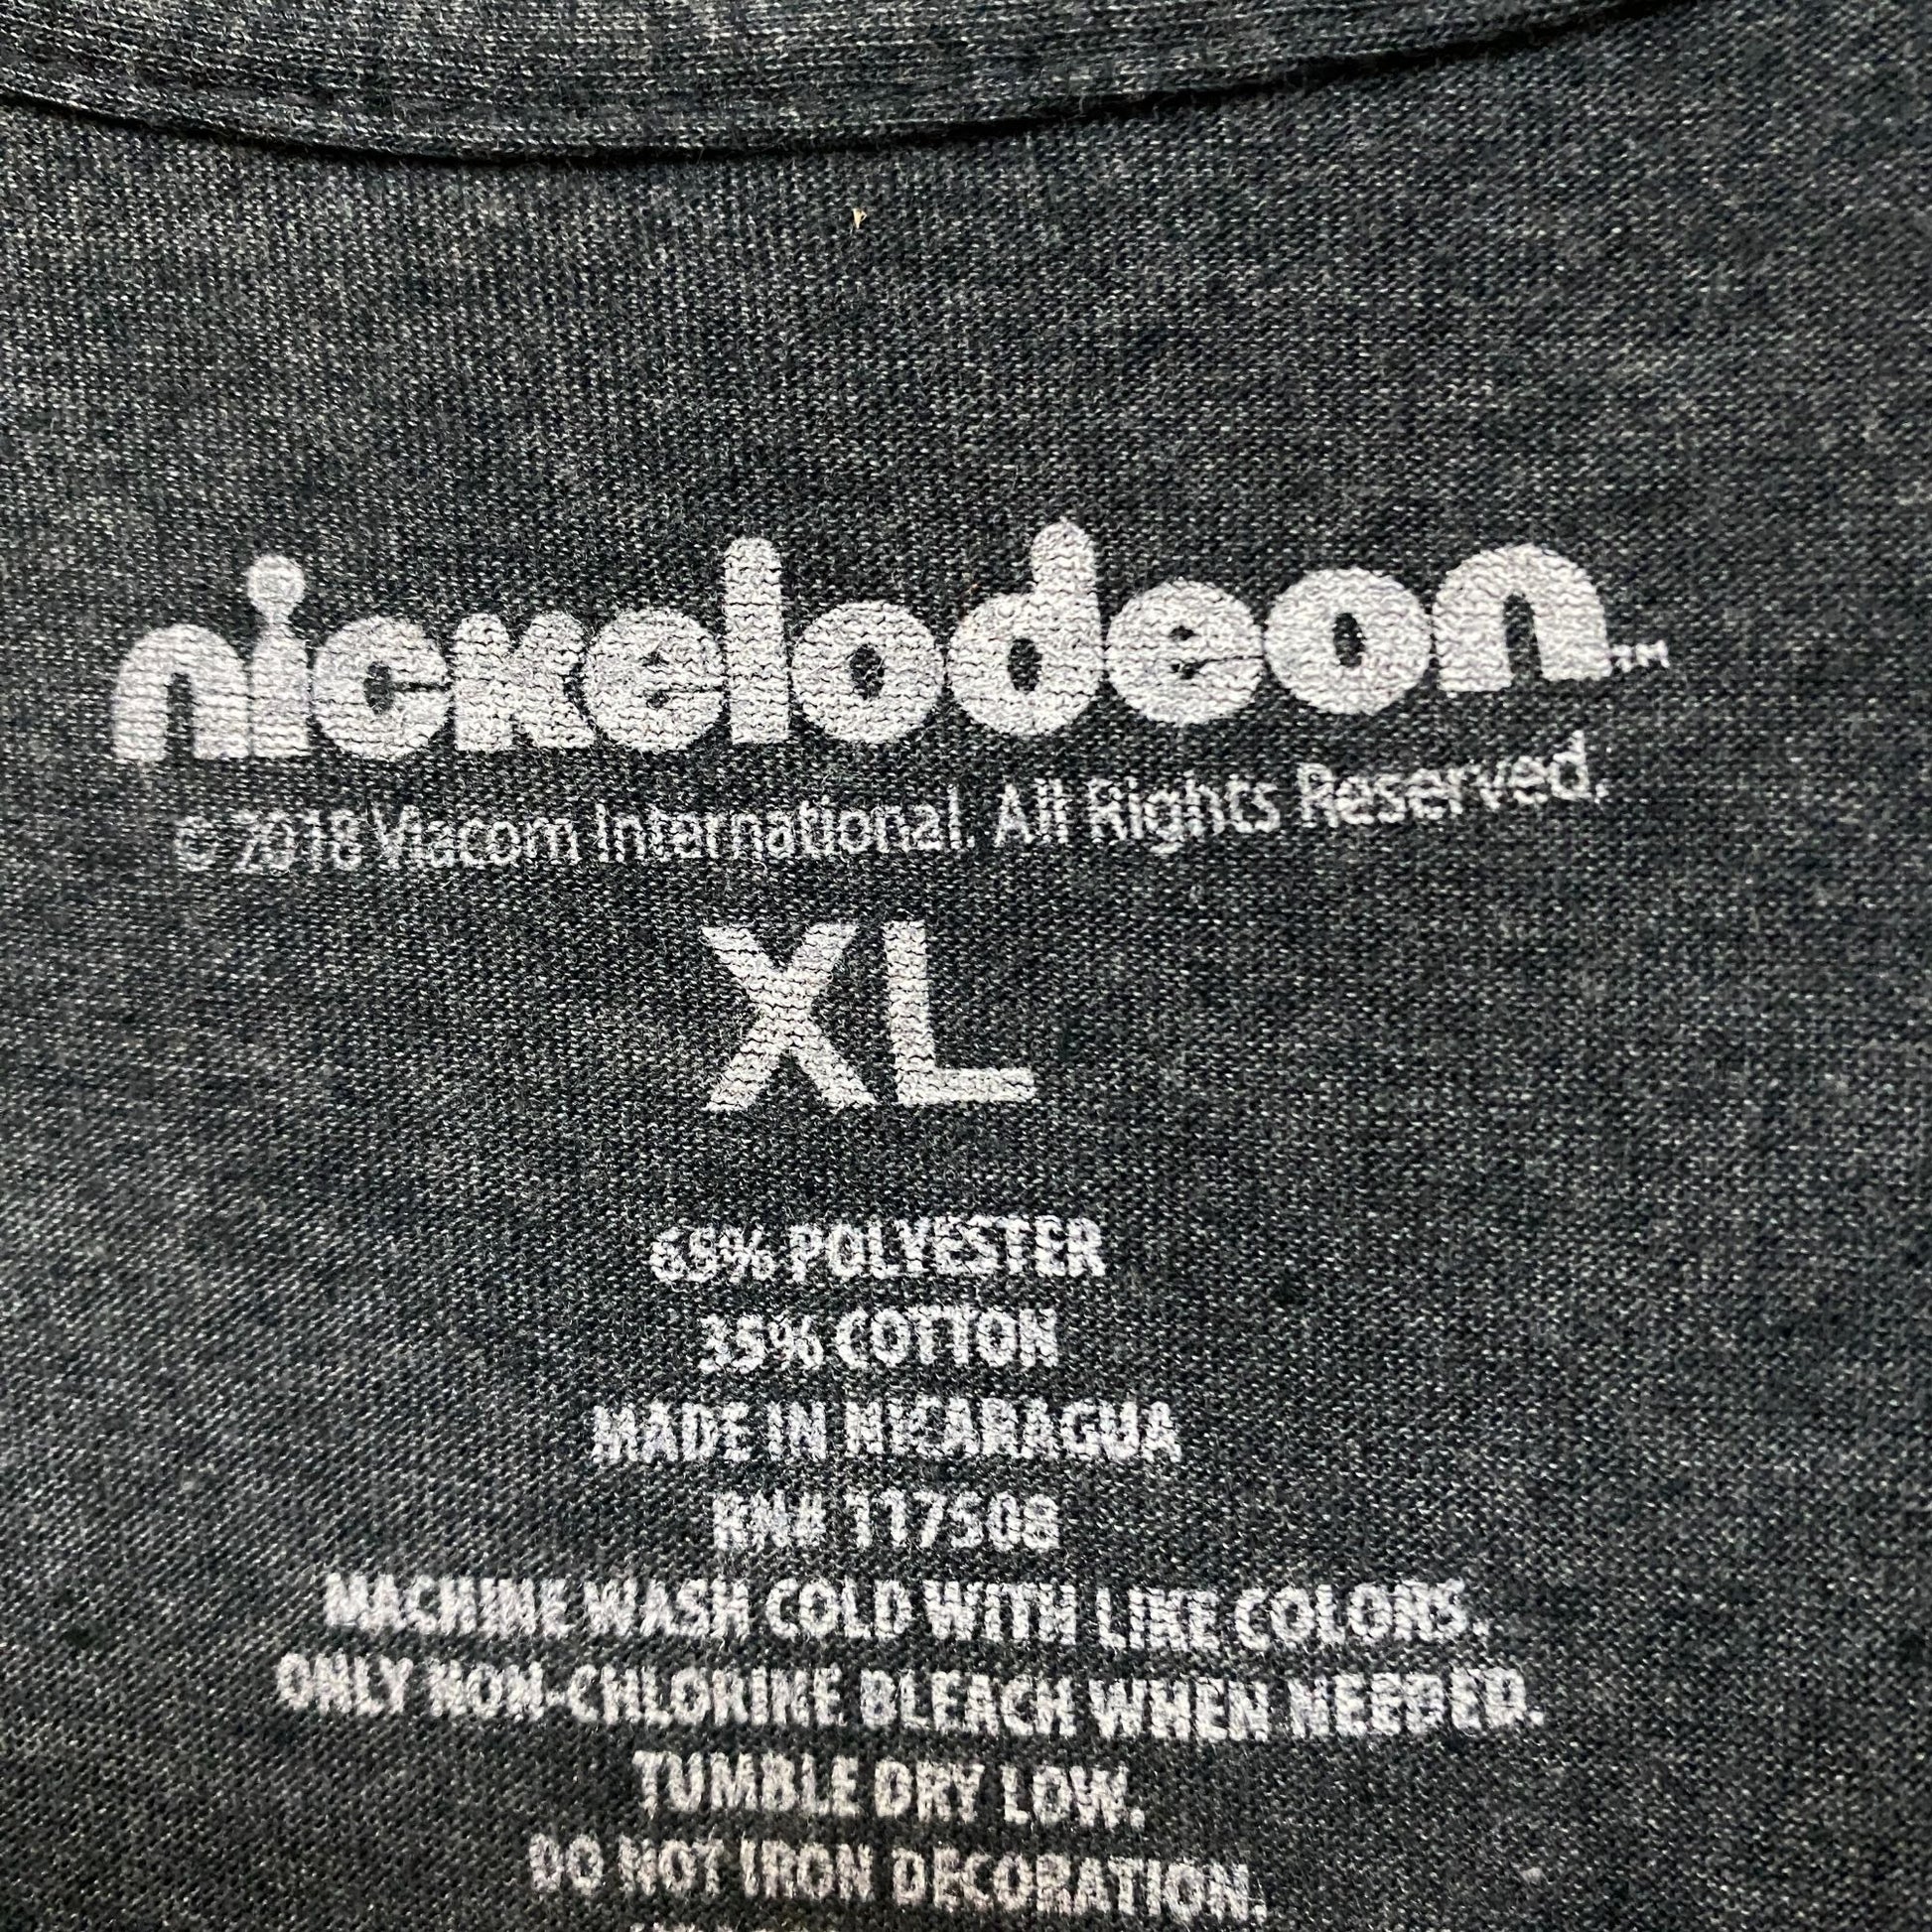 nickelodeon™
© 2018 Viacom International. All Rights Reserved.
XL
65% POLYESTER
35% COTTON
MADE IN NICARAGUA
RN# 117508
MACHINE WASH COLD WITH LIKE COLORS.
ONLY NON-CHLORINE BLEACH WHEN NEEDED.
TUMBLE DRY LOW.
DO NOT IRON DECORATION.